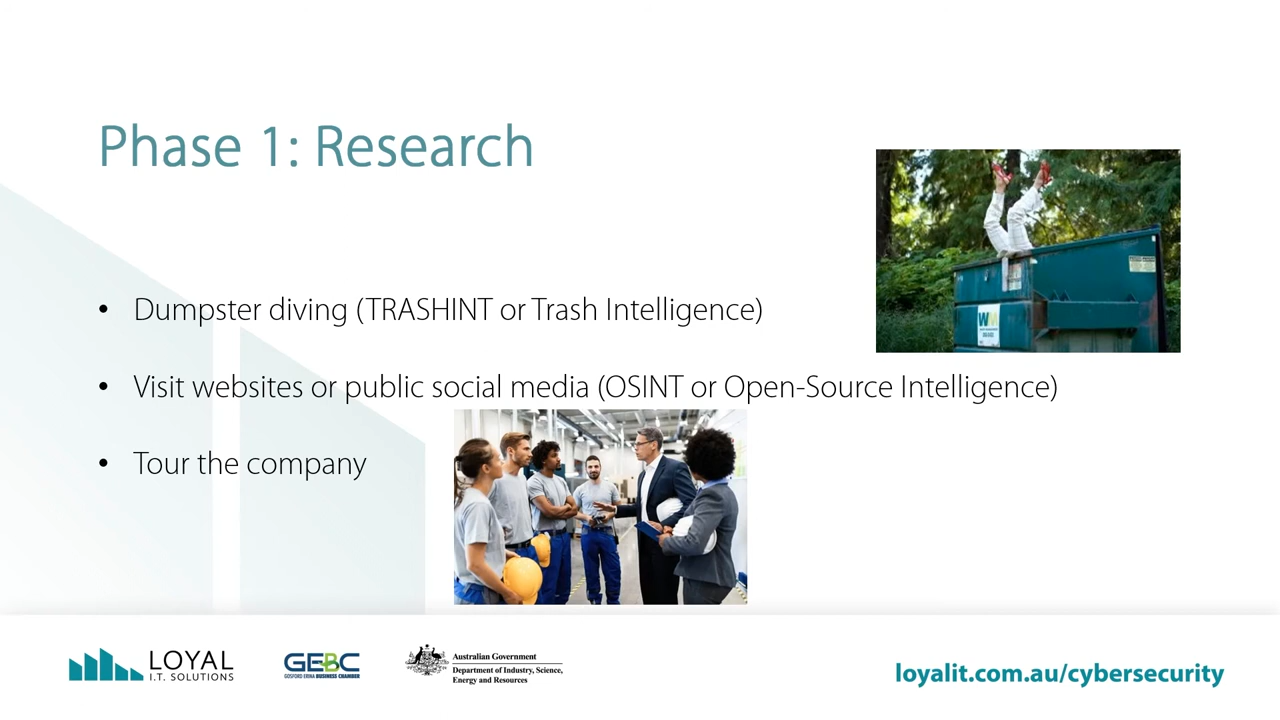 Phase 1: Research
• Dumpster diving (TRASHINT or Trash Intelligence)
• Visit websites or public social media (OSINT or Open-Source Intelligence)
• Tour the company
WM
LOYAL
I.T. SOLUTIONS
GEBC
GOSFORD ERINA BUSINESS CHAMBER
Australian Government
Department of Industry, Science,
Energy and Resources
loyalit.com.au/cybersecurity